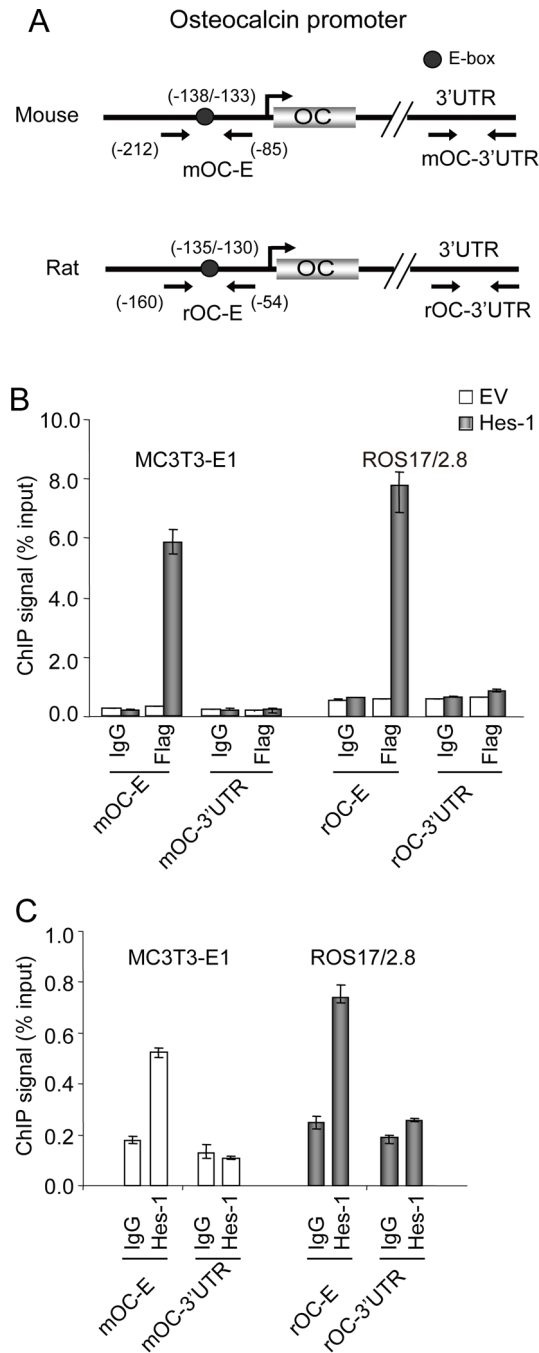 A
Osteocalcin promoter
E-box
(-138/-133)
3'UTR
Mouse
OC
(-212)
(-85)
mOC-E
mOC-3'UTR
(-135/-130)
3'UTR
Rat
OC
(-160)
(-54)
rOC-E
rOC-3'UTR
B
EV
Hes-1
MC3T3-E1
ROS17/2.8
ChIP signal (% input)
10.0
8.0
6.0
4.0
2.0
0.0
IgG
Flag
IgG
Flag
IgG
Flag
IgG
Flag
mOC-E
mOC-3'UTR
rOC-E
rOC-3'UTR
C
MC3T3-E1
ROS17/2.8
ChIP signal (% input)
1.0
0.8
0.6
0.4
0.2
0.0
IgG
Hes-1
IgG
Hes-1
IgG
Hes-1
IgG
Hes-1
mOC-E
mOC-3'UTR
rOC-E
rOC-3'UTR